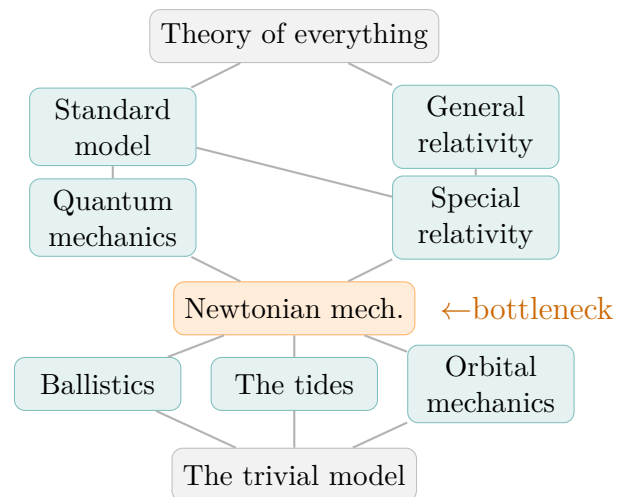 Theory of everything
Standard
model
General
relativity
Quantum
mechanics
Special
relativity
Newtonian mech.
←bottleneck
Ballistics
The tides
Orbital
mechanics
The trivial model